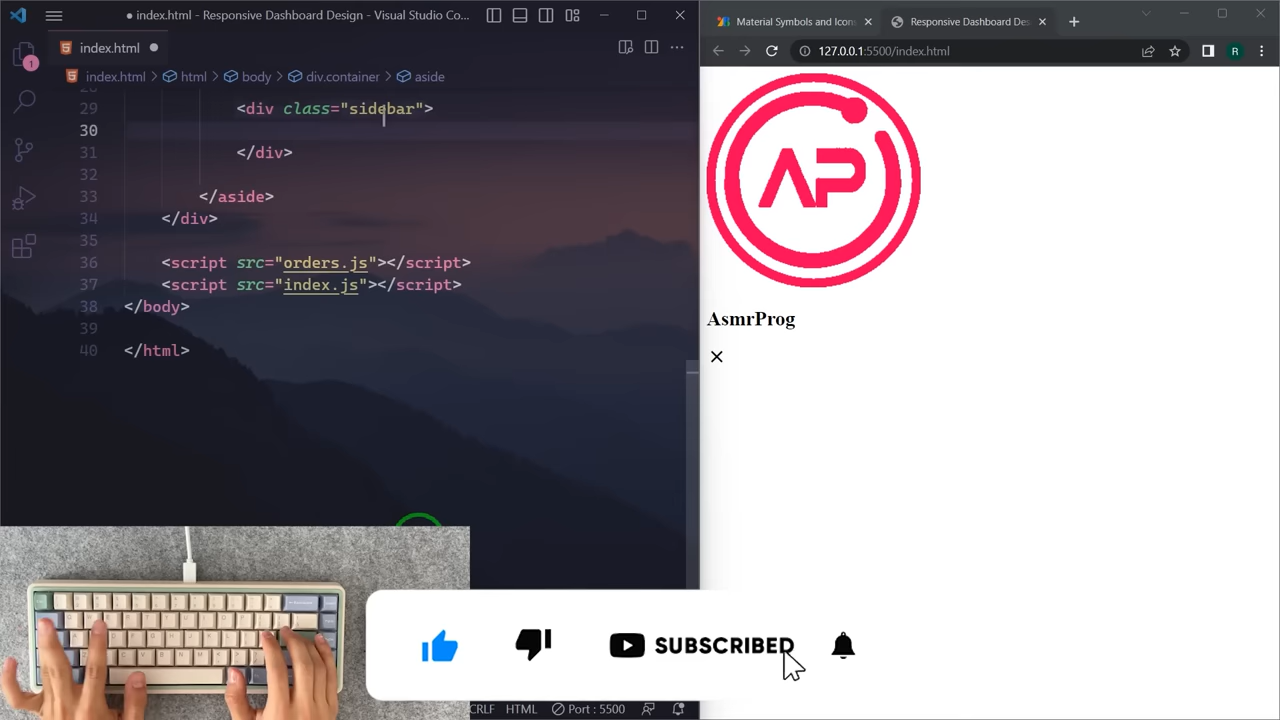 ● index.html - Responsive Dashboard Design - Visual Studio Co...
index.html ●
index.html > html > body > div.container > aside
1
29 <div class="sidebar">
30
31 </div>
32
33 </aside>
34 </div>
35
36 <script src="orders.js"></script>
37 <script src="index.js"></script>
38 </body>
39
40 </html>
CRLF HTML Port : 5500
Material Symbols and Icons
Responsive Dashboard Des
127.0.0.1:5500/index.html
R
AP
AsmrProg
SUBSCRIBED